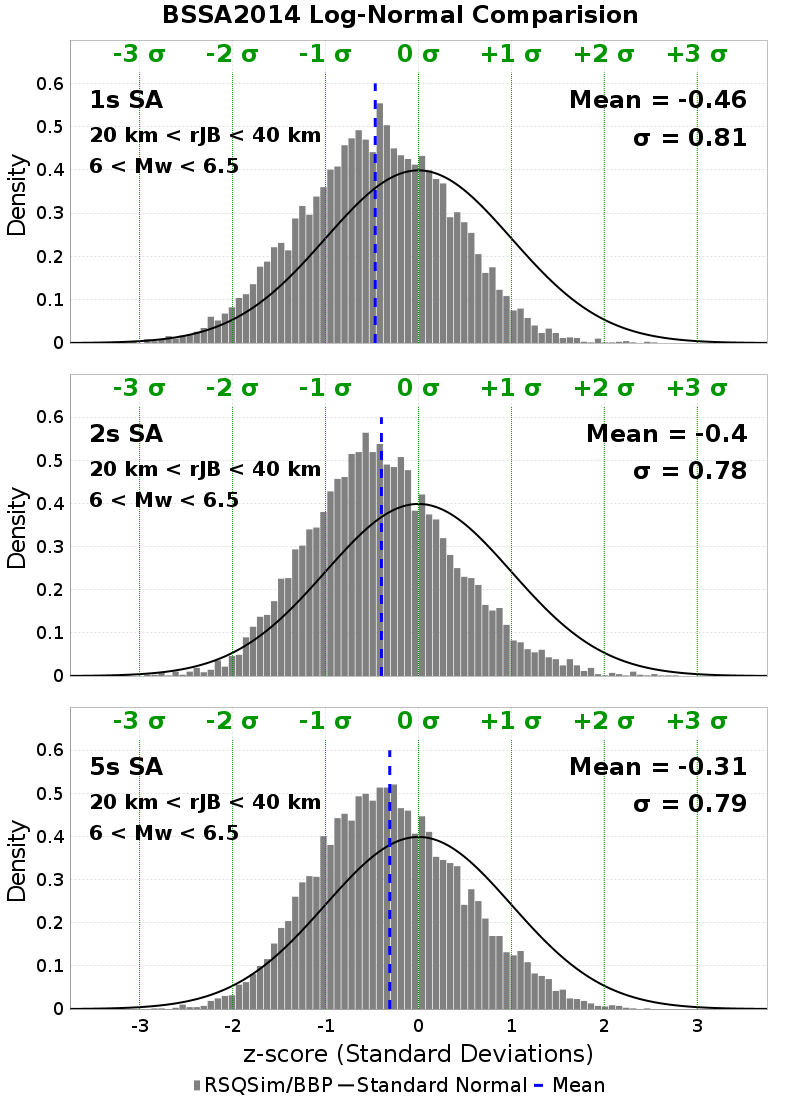 BSSA2014 Log-Normal Comparision
-3 σ -2 σ -1 σ 0 σ +1 σ +2 σ +3 σ
1s SA
Mean = -0.46
20 km < rJB < 40 km
σ = 0.81
6 < Mw < 6.5
Density
0.6
0.5
0.4
0.3
0.2
0.1
0
-3 σ -2 σ -1 σ 0 σ +1 σ +2 σ +3 σ
2s SA
Mean = -0.4
20 km < rJB < 40 km
σ = 0.78
6 < Mw < 6.5
Density
0.6
0.5
0.4
0.3
0.2
0.1
0
-3 σ -2 σ -1 σ 0 σ +1 σ +2 σ +3 σ
5s SA
Mean = -0.31
20 km < rJB < 40 km
σ = 0.79
6 < Mw < 6.5
Density
0.6
0.5
0.4
0.3
0.2
0.1
0
-3 -2 -1 0 1 2 3
z-score (Standard Deviations)
RSQSim/BBP Standard Normal Mean